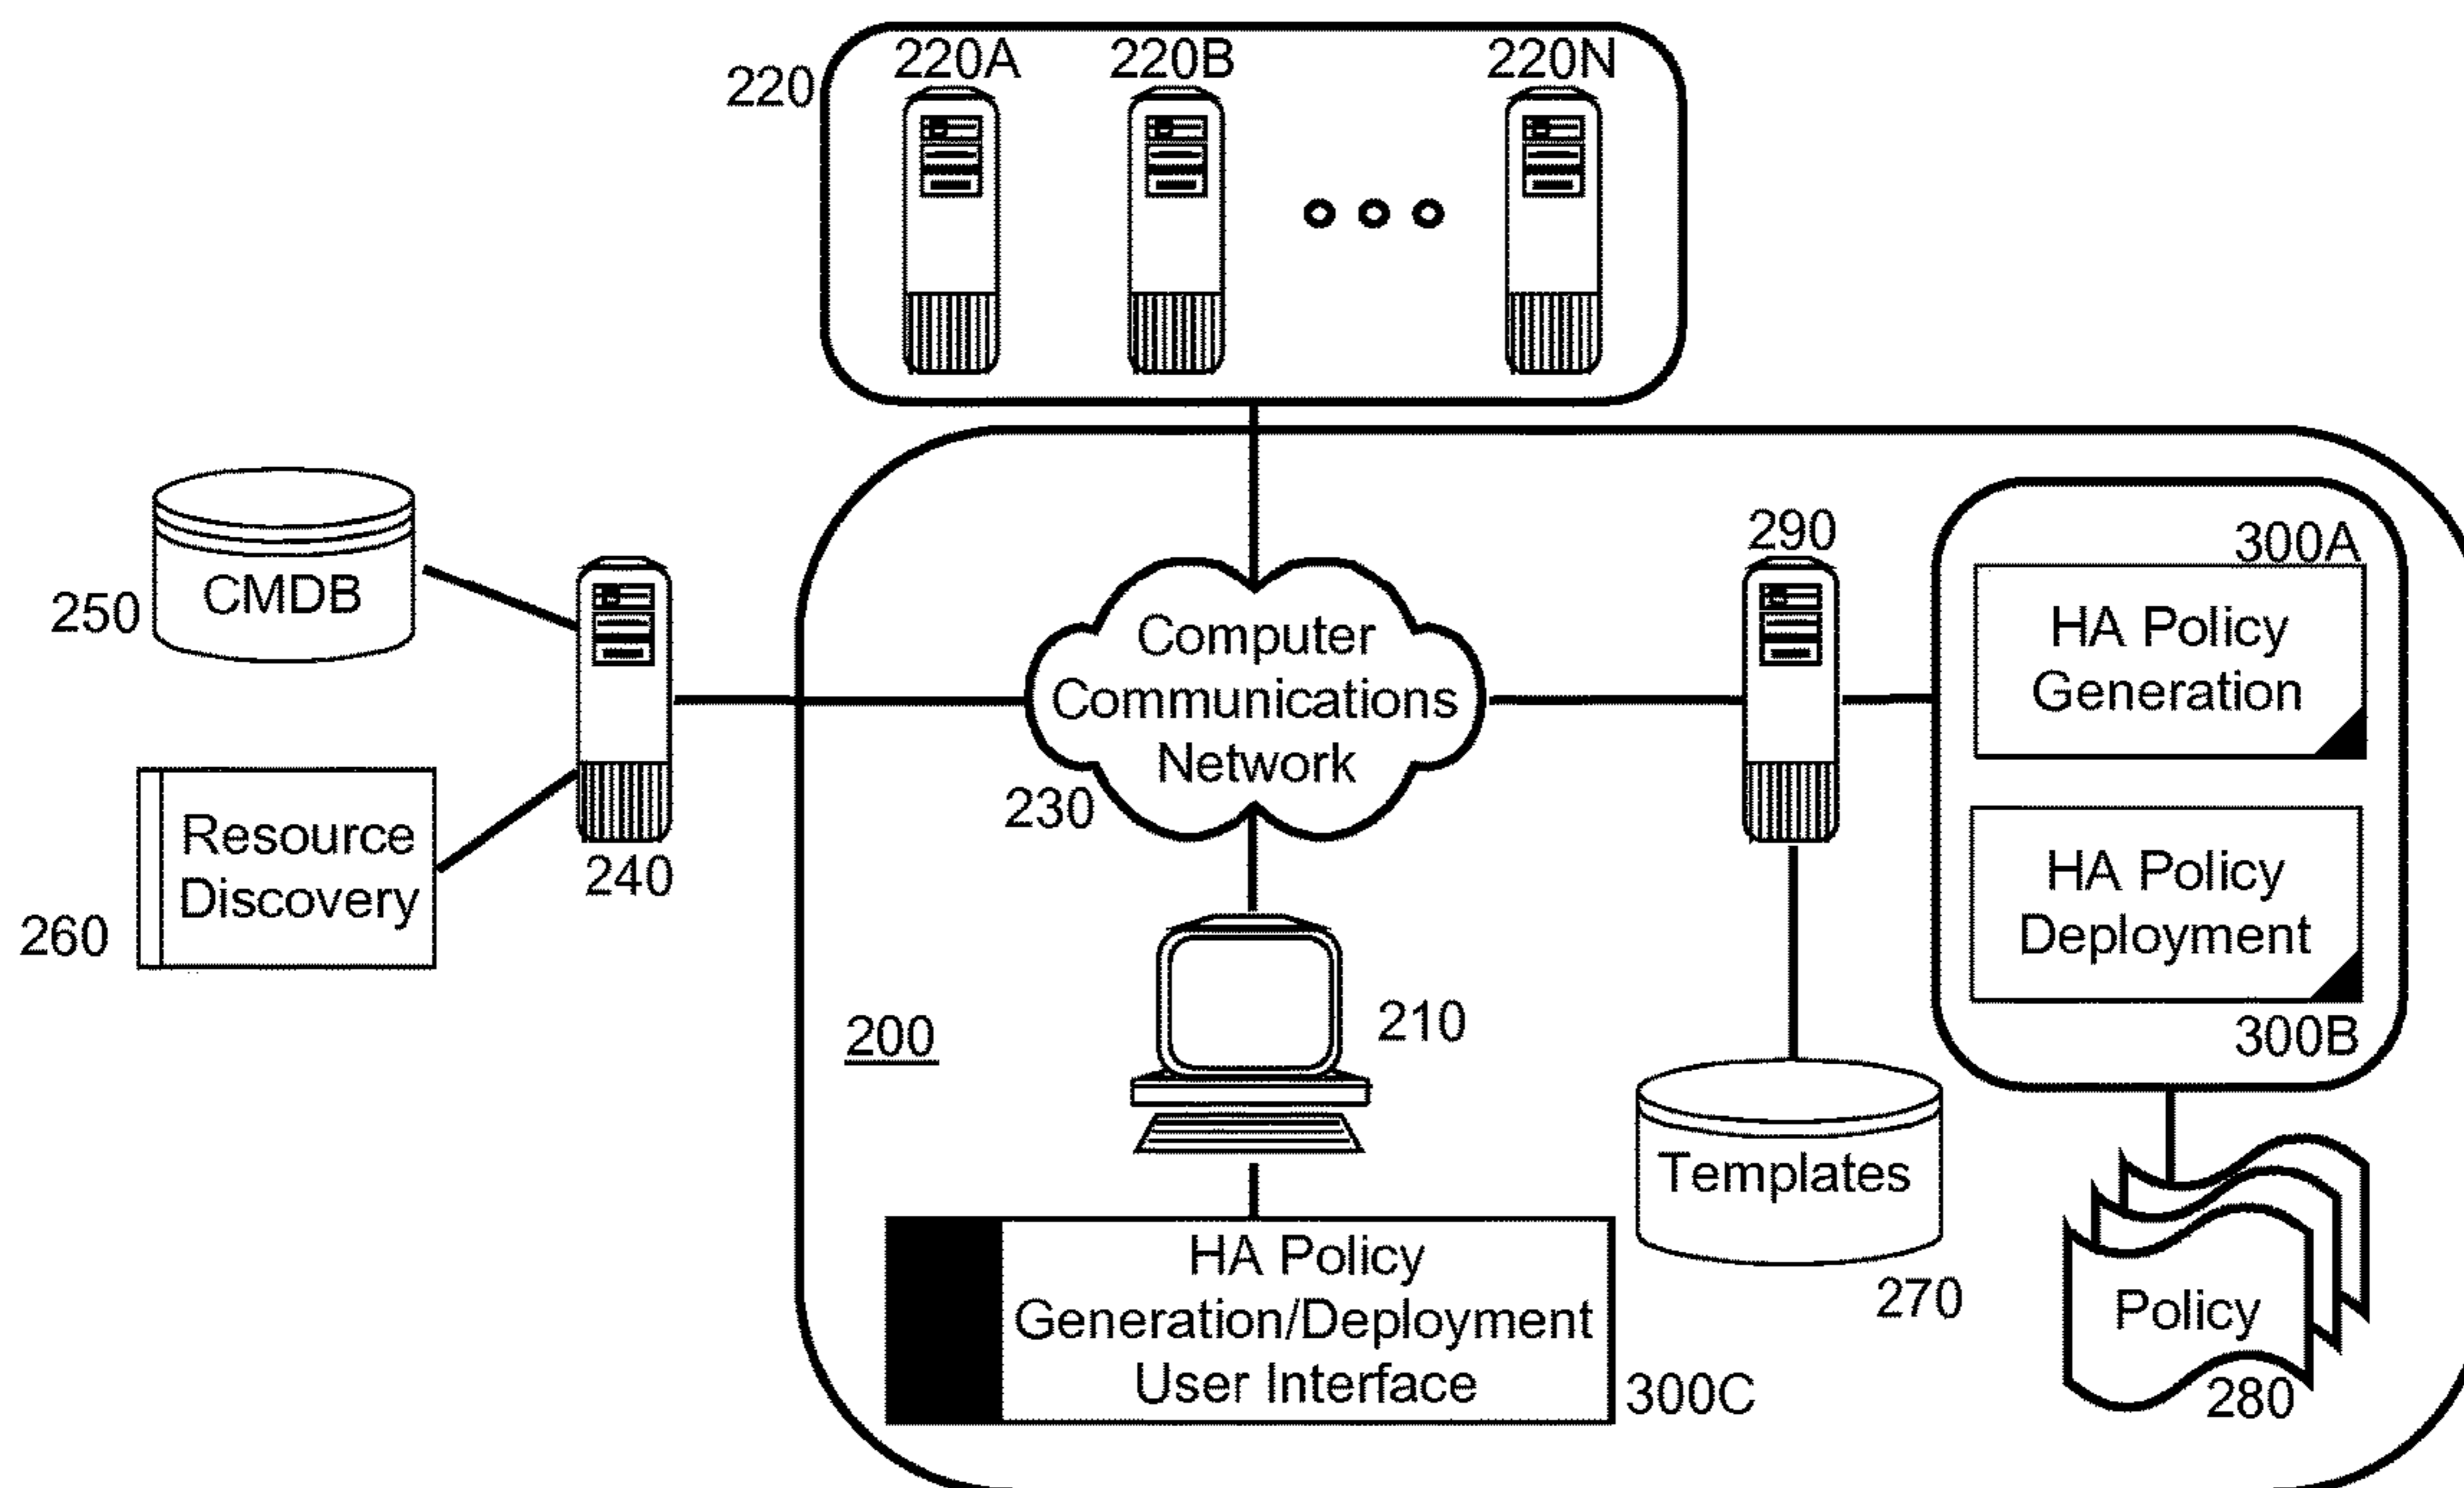 220A 220B 220N
220
290
300A
CMDB
250
HA Policy
Generation
Computer
Communications
Network
230
Resource
Discovery
240
260
HA Policy
Deployment
300B
200
210
Templates
270
HA Policy
Generation/Deployment
User Interface
300C
Policy
280